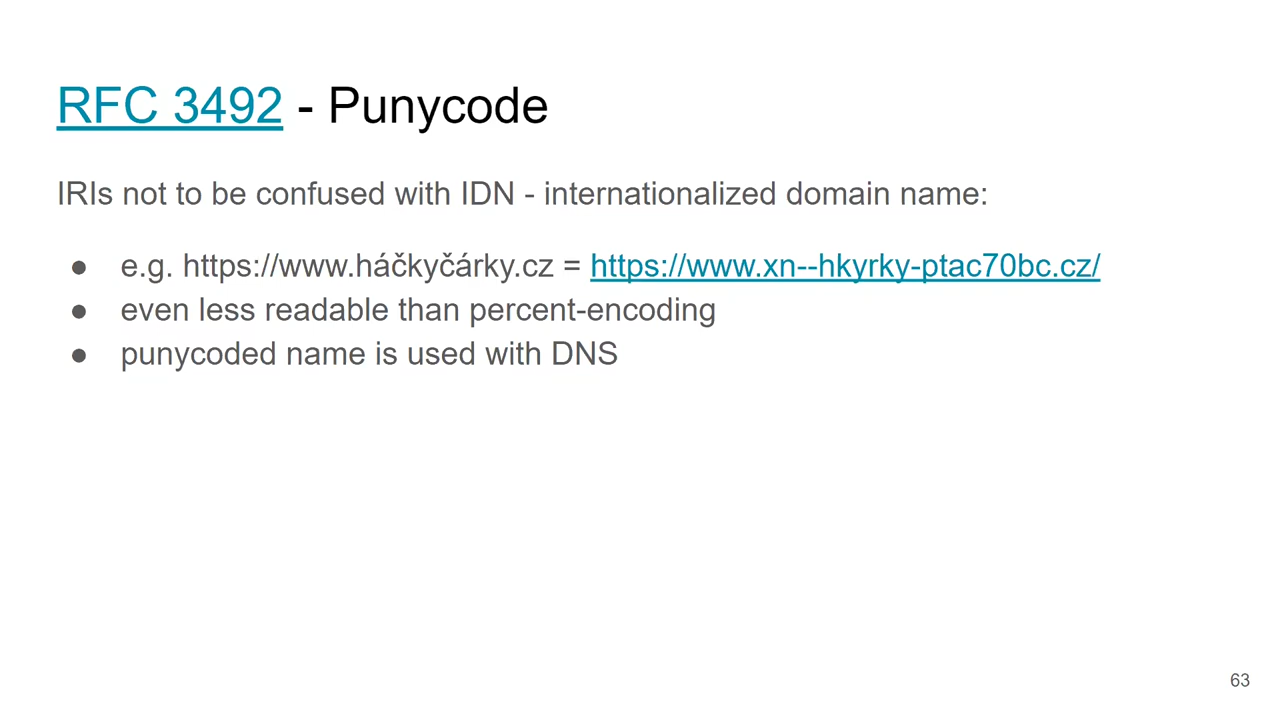 RFC 3492 - Punycode
IRIs not to be confused with IDN - internationalized domain name:
● e.g. https://www.háčkyčárky.cz = https://www.xn--hkyrky-ptac70bc.cz/
● even less readable than percent-encoding
● punycoded name is used with DNS
63